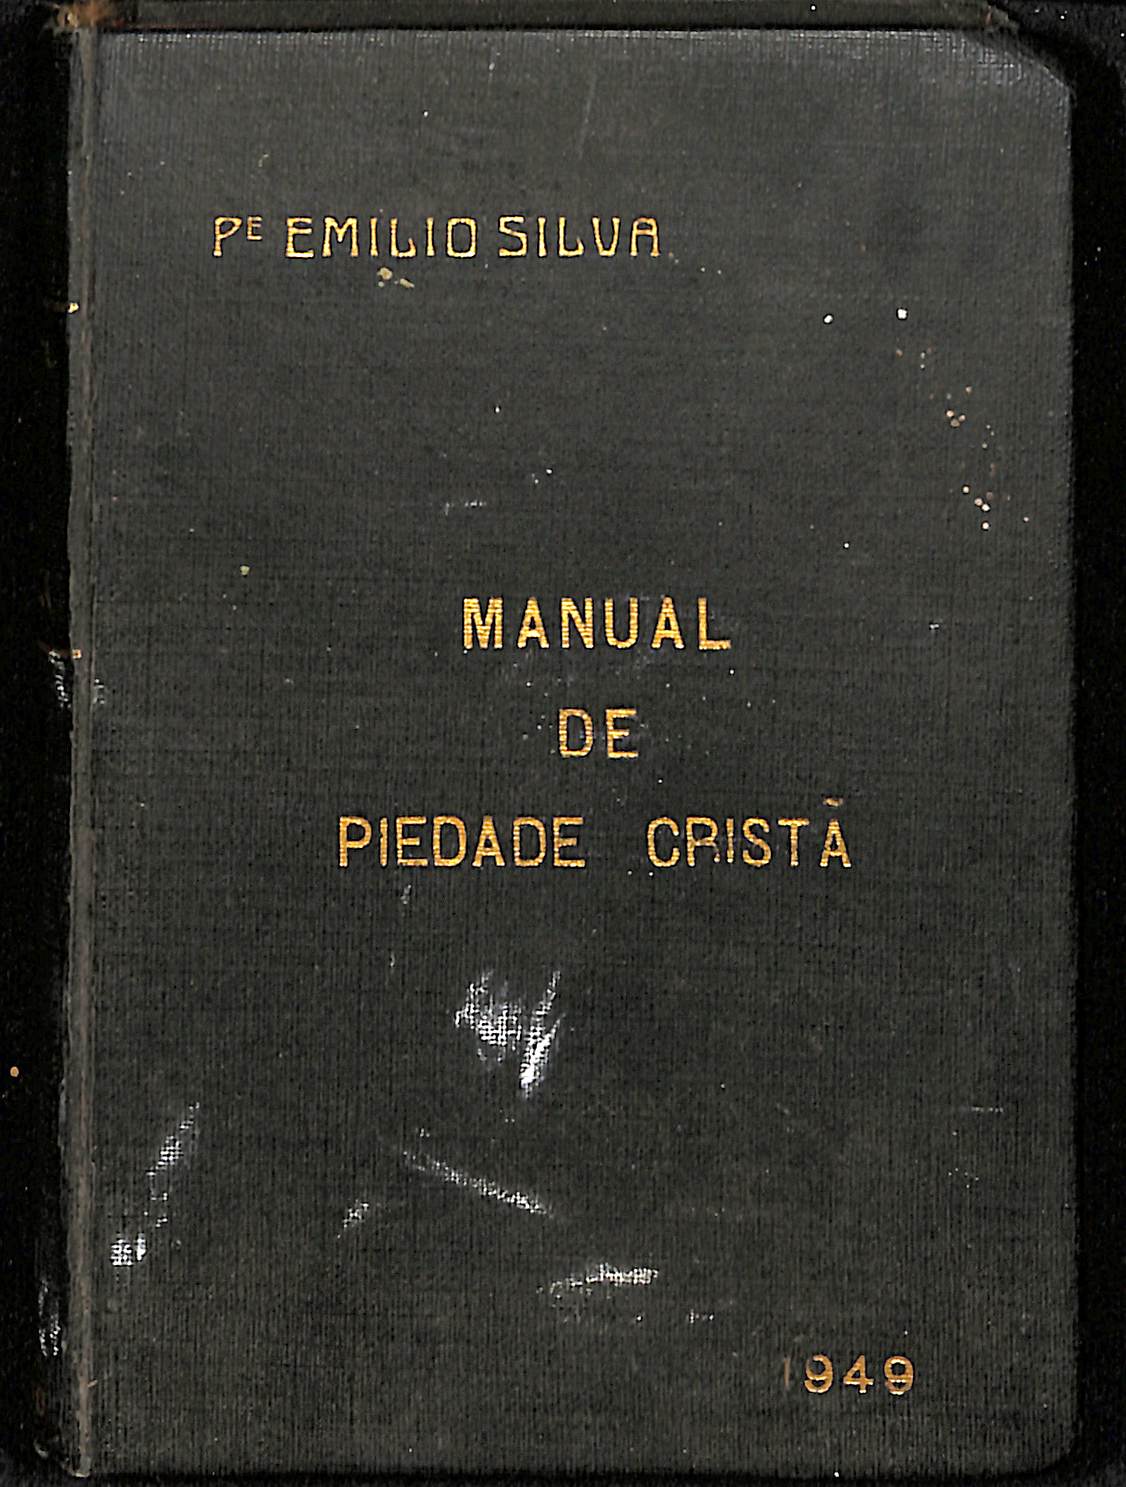 PE EMILIO SILVA
MANUAL
DE
PIEDADE CRISTÃ
1949